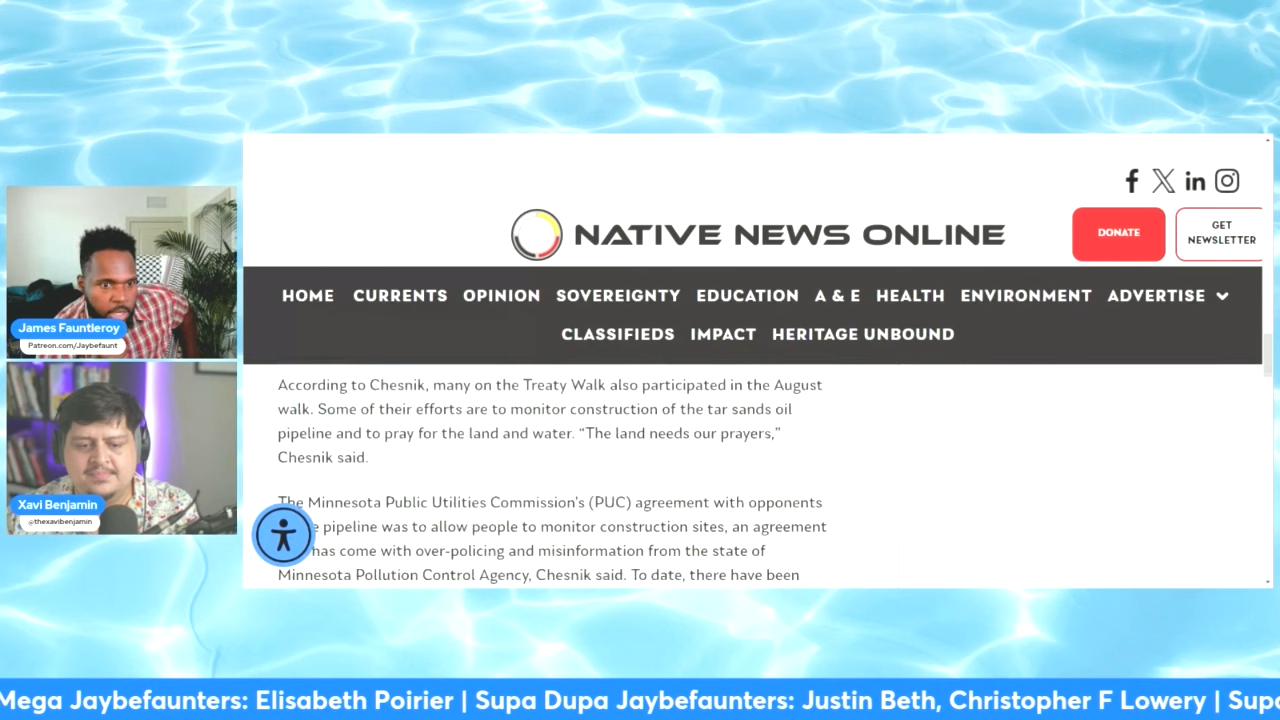 NATIVE NEWS ONLINE
DONATE
GET
NEWSLETTER
HOME CURRENTS OPINION SOVEREIGNTY EDUCATION A & E HEALTH ENVIRONMENT ADVERTISE
CLASSIFIEDS IMPACT HERITAGE UNBOUND
James Fauntleroy
Patreon.com/Jaybefaunt
Xavi Benjamin
@thexavibenjamin
According to Chesnik, many on the Treaty Walk also participated in the August
walk. Some of their efforts are to monitor construction of the tar sands oil
pipeline and to pray for the land and water. “The land needs our prayers,”
Chesnik said.
The Minnesota Public Utilities Commission’s (PUC) agreement with opponents
pipeline was to allow people to monitor construction sites, an agreement
has come with over-policing and misinformation from the state of
Minnesota Pollution Control Agency, Chesnik said. To date, there have been
Mega Jaybefaunters: Elisabeth Poirier | Supa Dupa Jaybefaunters: Justin Beth, Christopher F Lowery | Supa